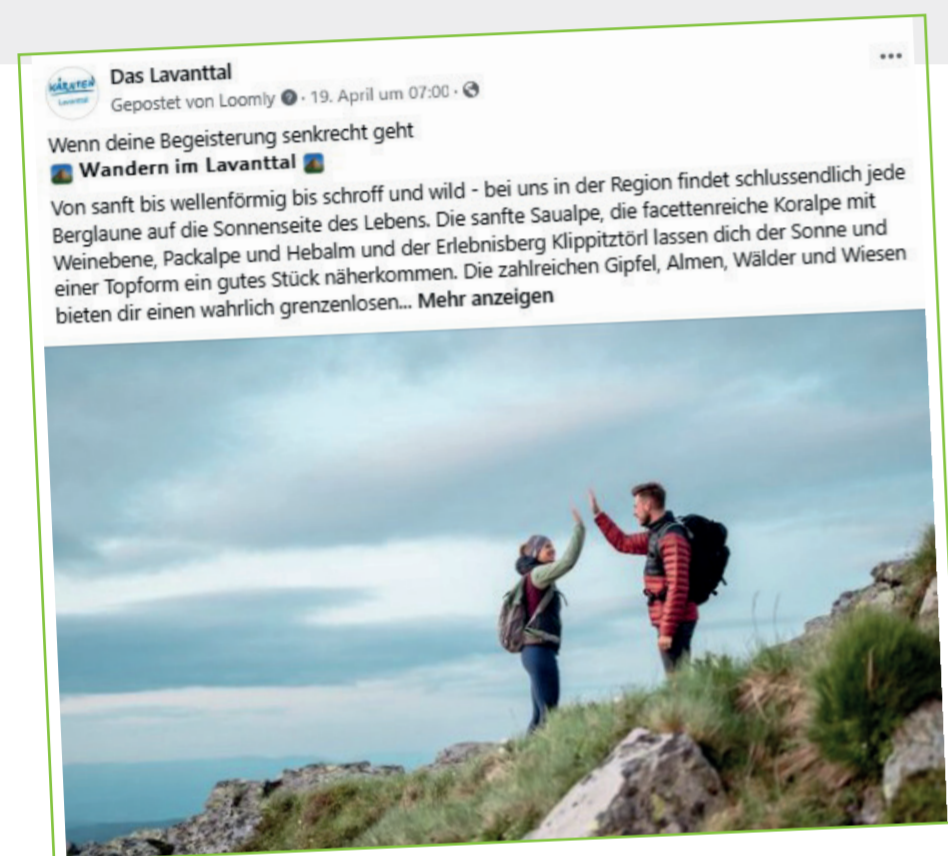 KÄRNTEN
Lavanttal
Das Lavanttal
Gepostet von Loomly ? · 19. April um 07:00 ·
Wenn deine Begeisterung senkrecht geht
Wandern im Lavanttal
Von sanft bis wellenförmig bis schroff und wild - bei uns in der Region findet schlussendlich jede
Berglaune auf die Sonnenseite des Lebens. Die sanfte Saualpe, die facettenreiche Koralpe mit
Weinebene, Packalpe und Hebalm und der Erlebnisberg Klippitztörl lassen dich der Sonne und
einer Topform ein gutes Stück näherkommen. Die zahlreichen Gipfel, Almen, Wälder und Wiesen
bieten dir einen wahrlich grenzenlosen... Mehr anzeigen